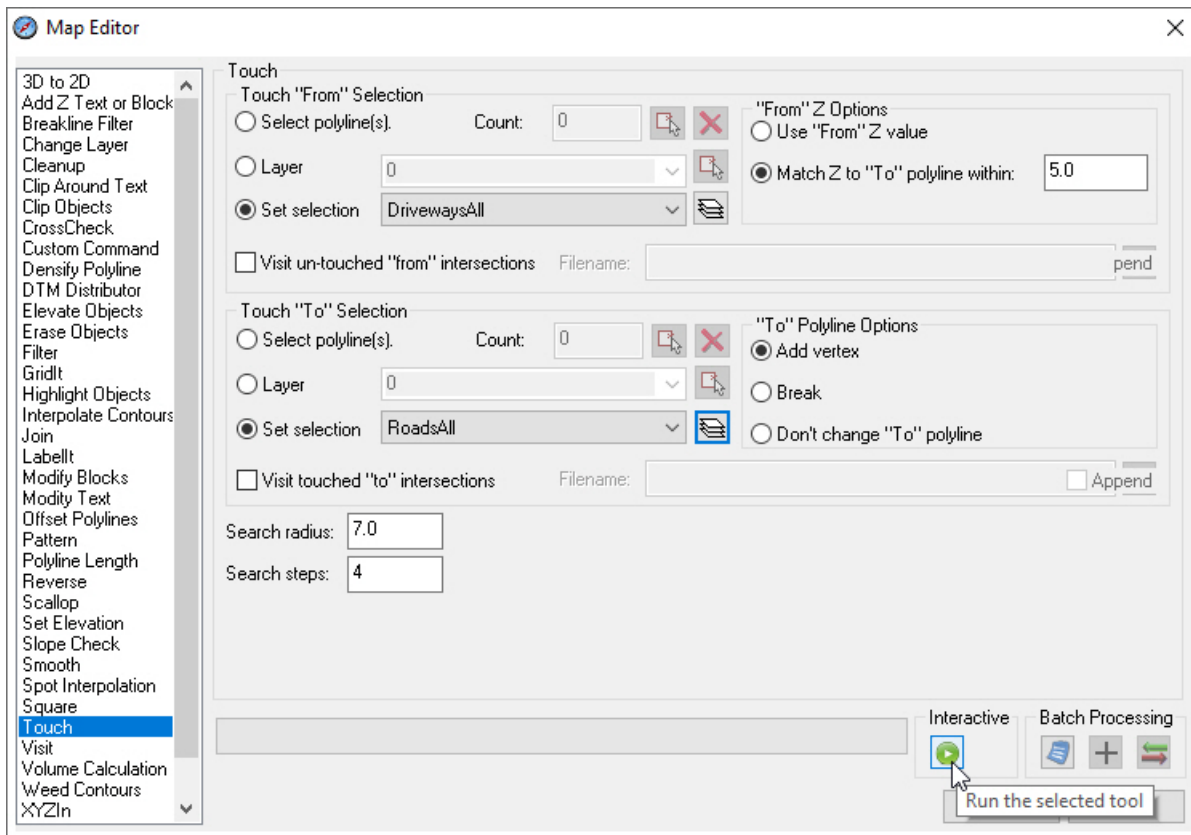 Map Editor
3D to 2D
Add Z Text or Block
Breakline Filter
Change Layer
Cleanup
Clip Around Text
Clip Objects
CrossCheck
Custom Command
Densify Polyline
DTM Distributor
Elevate Objects
Erase Objects
Filter
GridIt
Highlight Objects
Interpolate Contours
Join
LabelIt
Modify Blocks
Modity Text
Offset Polylines
Pattern
Polyline Length
Reverse
Scallop
Set Elevation
Slope Check
Smooth
Spot Interpolation
Square
Touch
Visit
Volume Calculation
Weed Contours
XYZIn
Touch
Touch "From" Selection
Select polyline(s). Count: 0
Layer 0
Set selection DrivewaysAll
"From" Z Options
Use "From" Z value
Match Z to "To" polyline within: 5.0
Visit un-touched "from" intersections Filename: pend
Touch "To" Selection
Select polyline(s). Count: 0
Layer 0
Set selection RoadsAll
"To" Polyline Options
Add vertex
Break
Don't change "To" polyline
Visit touched "to" intersections Filename: Append
Search radius: 7.0
Search steps: 4
Interactive Batch Processing
Run the selected tool